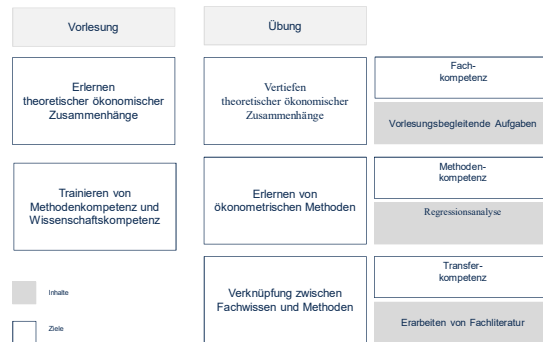 Vorlesung
Übung
Erlernen
theoretischer ökonomischer
Zusammenhänge
Vertiefen
theoretischer ökonomischer
Zusammenhänge
Fach-
kompetenz
Vorlesungsbegleitende Aufgaben
Trainieren von
Methodenkompetenz und
Wissenschaftskompetenz
Erlernen von
ökonometrischen Methoden
Methoden-
kompetenz
Regressionsanalyse
Verknüpfung zwischen
Fachwissen und Methoden
Transfer-
kompetenz
Erarbeiten von Fachliteratur
Inhalte
Ziele